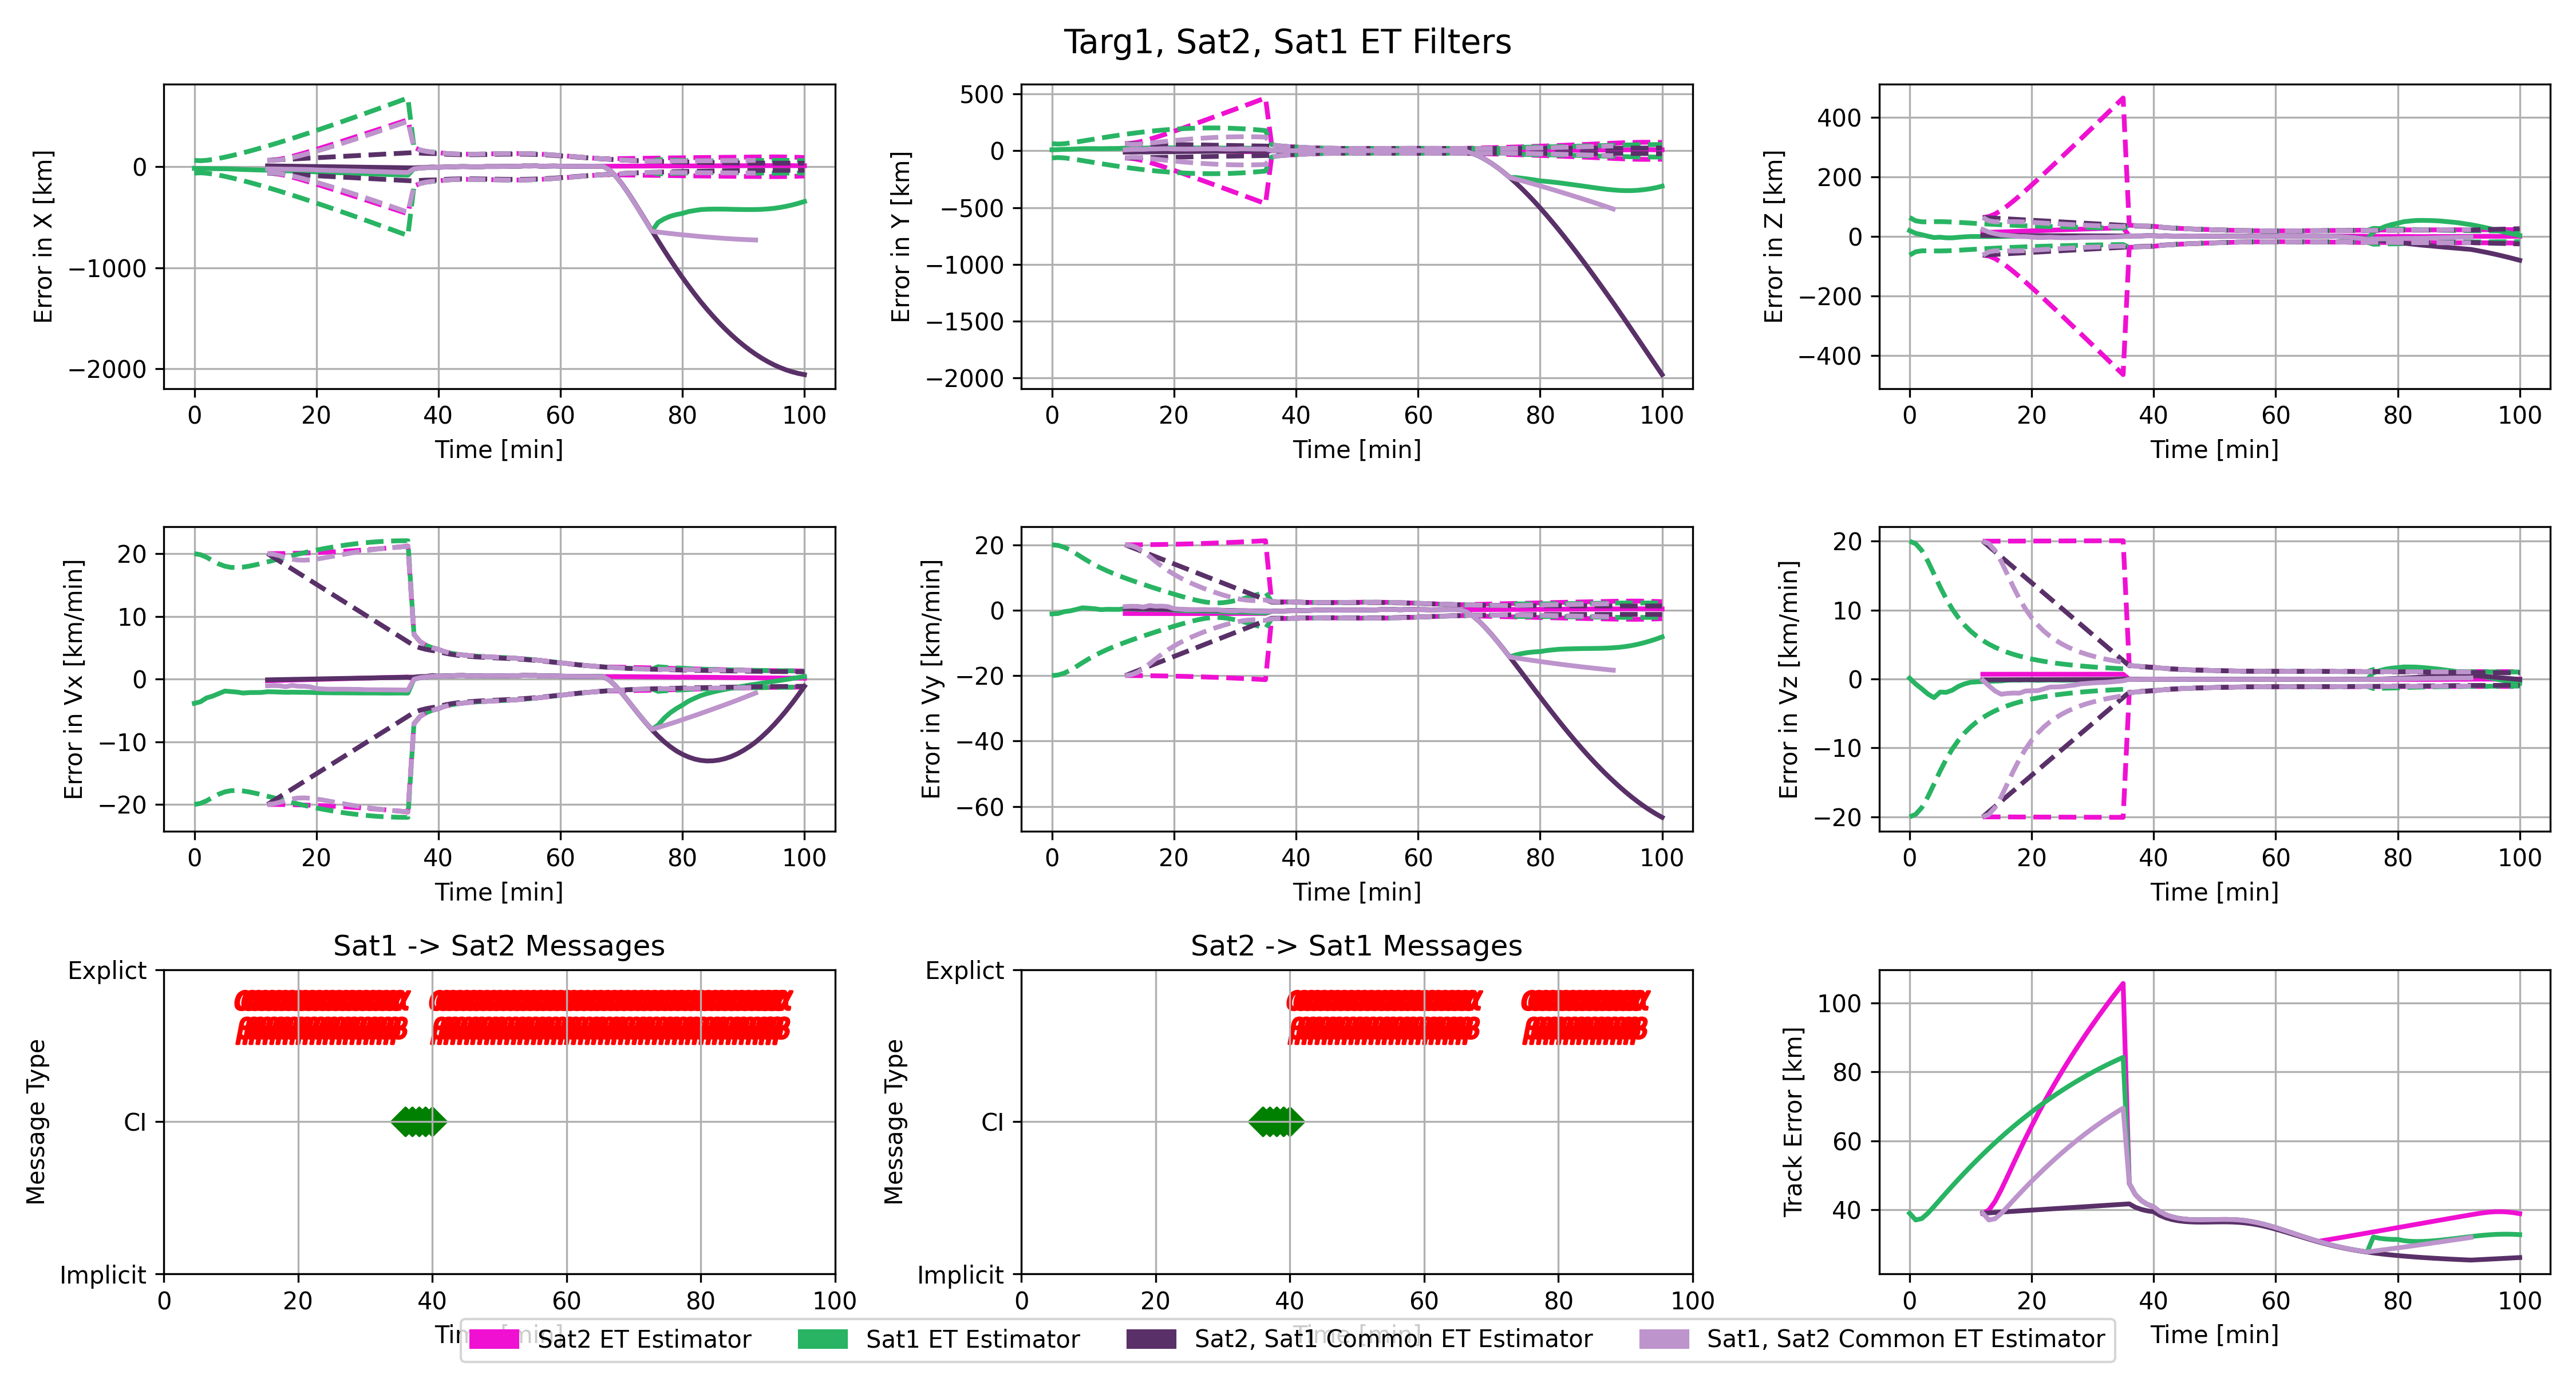 Targ1, Sat2, Sat1 ET Filters
Error in X [km]
0
−1000
−2000
0 20 40 60 80 100
Time [min]
Error in Y [km]
500
0
−500
−1000
−1500
−2000
0 20 40 60 80 100
Time [min]
Error in Z [km]
400
200
0
−200
−400
0 20 40 60 80 100
Time [min]
Error in Vx [km/min]
20
10
0
−10
−20
0 20 40 60 80 100
Time [min]
Error in Vy [km/min]
20
0
−20
−40
−60
0 20 40 60 80 100
Time [min]
Error in Vz [km/min]
20
10
0
−10
−20
0 20 40 60 80 100
Time [min]
Sat1 -> Sat2 Messages
Message Type
Explict
CI
Implicit
0 20 40 60 80 100
Time [min]
Sat2 -> Sat1 Messages
Message Type
Explict
CI
Implicit
0 20 40 60 80 100
Time [min]
Track Error [km]
100
80
60
40
0 20 40 60 80 100
Time [min]
Sat2 ET Estimator
Sat1 ET Estimator
Sat2, Sat1 Common ET Estimator
Sat1, Sat2 Common ET Estimator